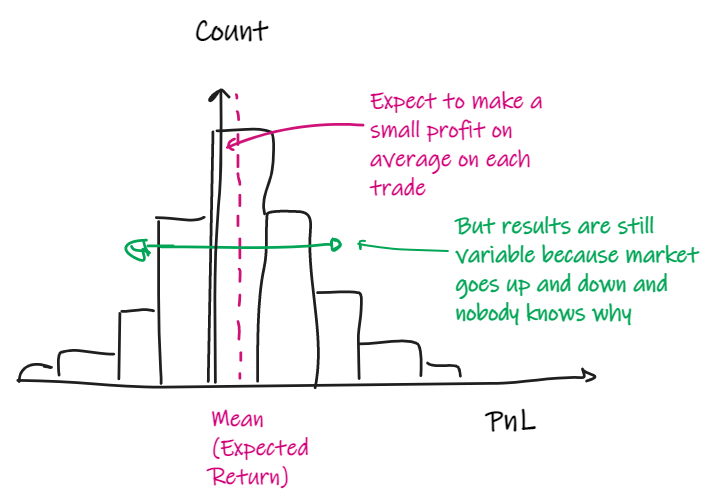 Count
Expect to make a
small profit on
average on each
trade
But results are still
variable because market
goes up and down and
nobody knows why
Mean
(Expected
Return)
PnL